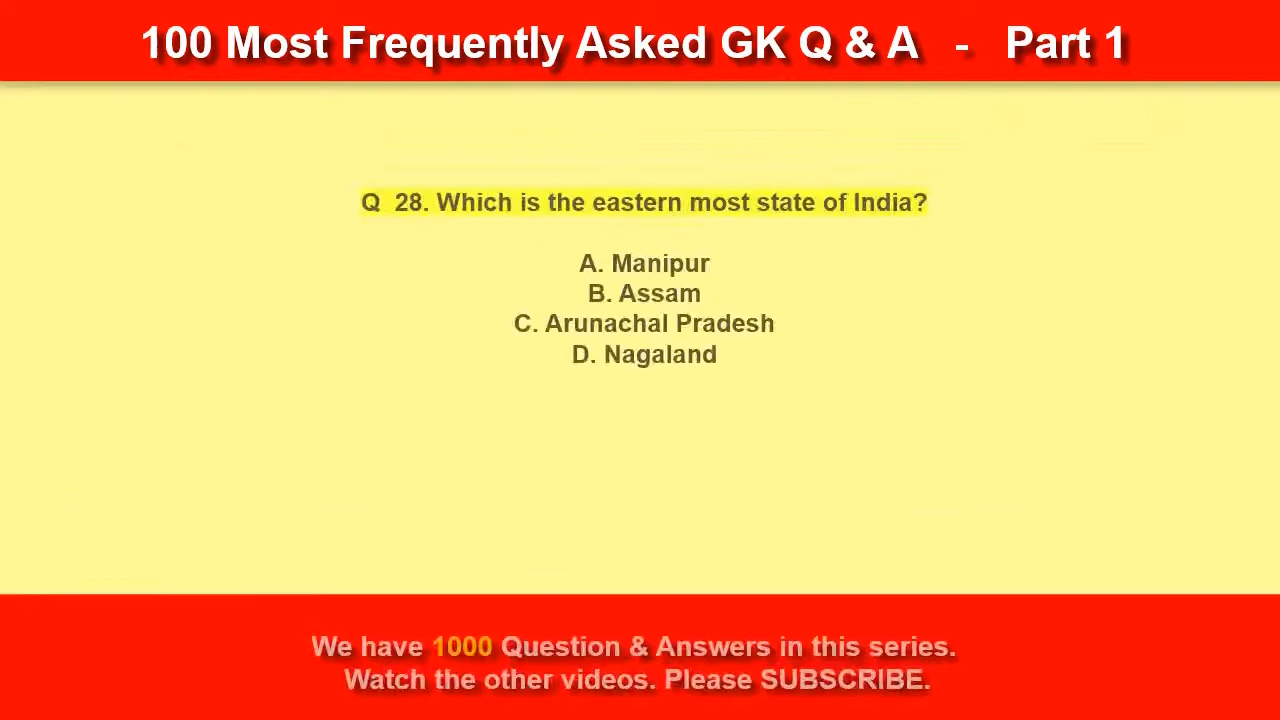 100 Most Frequently Asked GK Q & A - Part 1
Q 28. Which is the eastern most state of India?
A. Manipur
B. Assam
C. Arunachal Pradesh
D. Nagaland
We have 1000 Question & Answers in this series.
Watch the other videos. Please SUBSCRIBE.